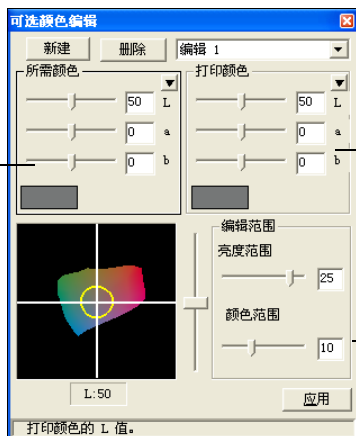 可选颜色编辑
新建 删除 编辑 1
所需颜色 打印颜色
50 L 50 L
0 a 0 a
0 b 0 b
编辑范围
亮度范围
25
颜色范围
10
L:50 应用
打印颜色的 L 值。